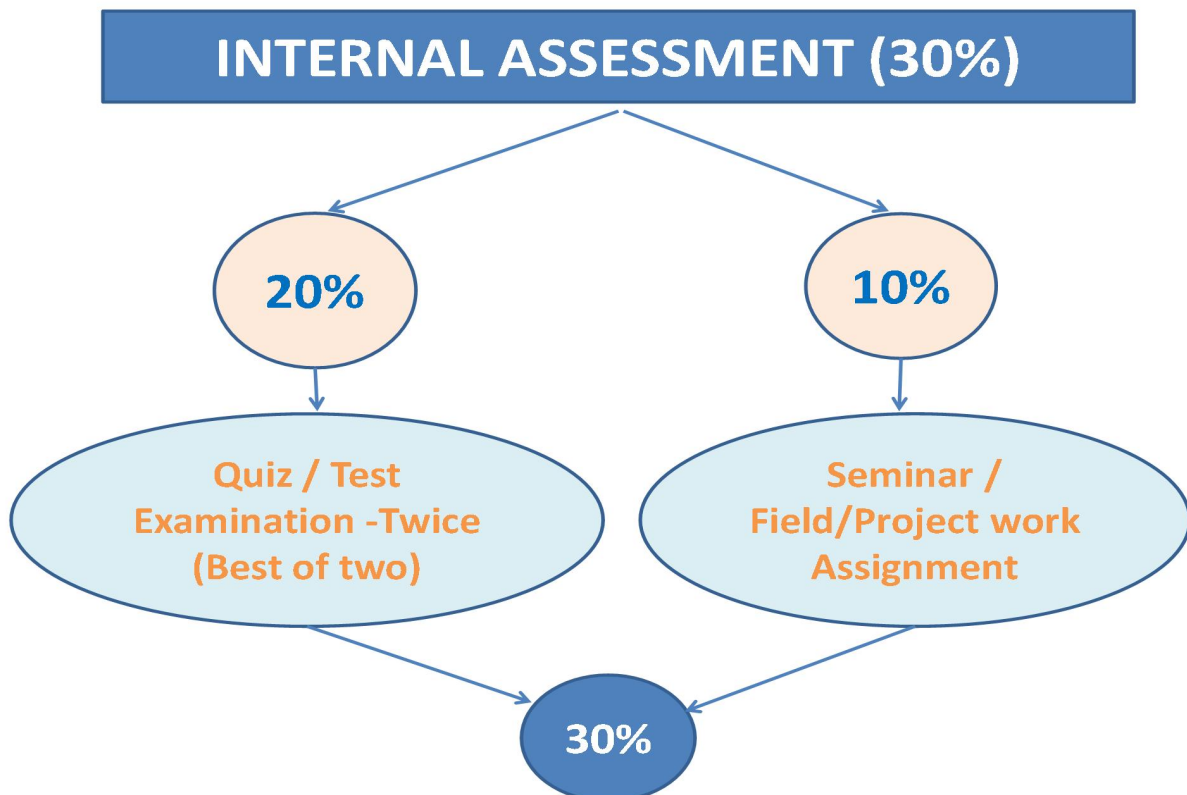 INTERNAL ASSESSMENT (30%)
20%
10%
Quiz / Test
Examination -Twice
(Best of two)
Seminar /
Field/Project work
Assignment
30%